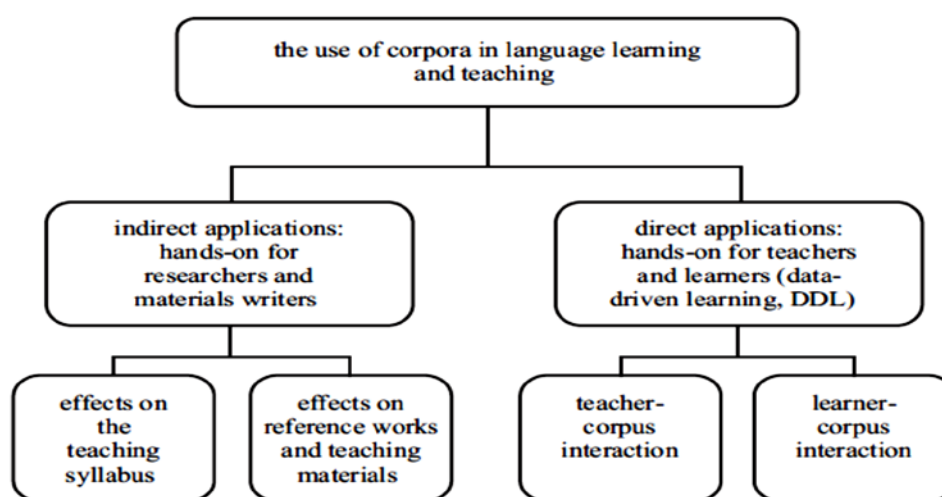 the use of corpora in language learning
and teaching
indirect applications:
hands-on for
researchers and
materials writers
direct applications:
hands-on for teachers
and learners (data-
driven learning, DDL)
effects on
the
teaching
syllabus
effects on
reference works
and teaching
materials
teacher-
corpus
interaction
learner-
corpus
interaction